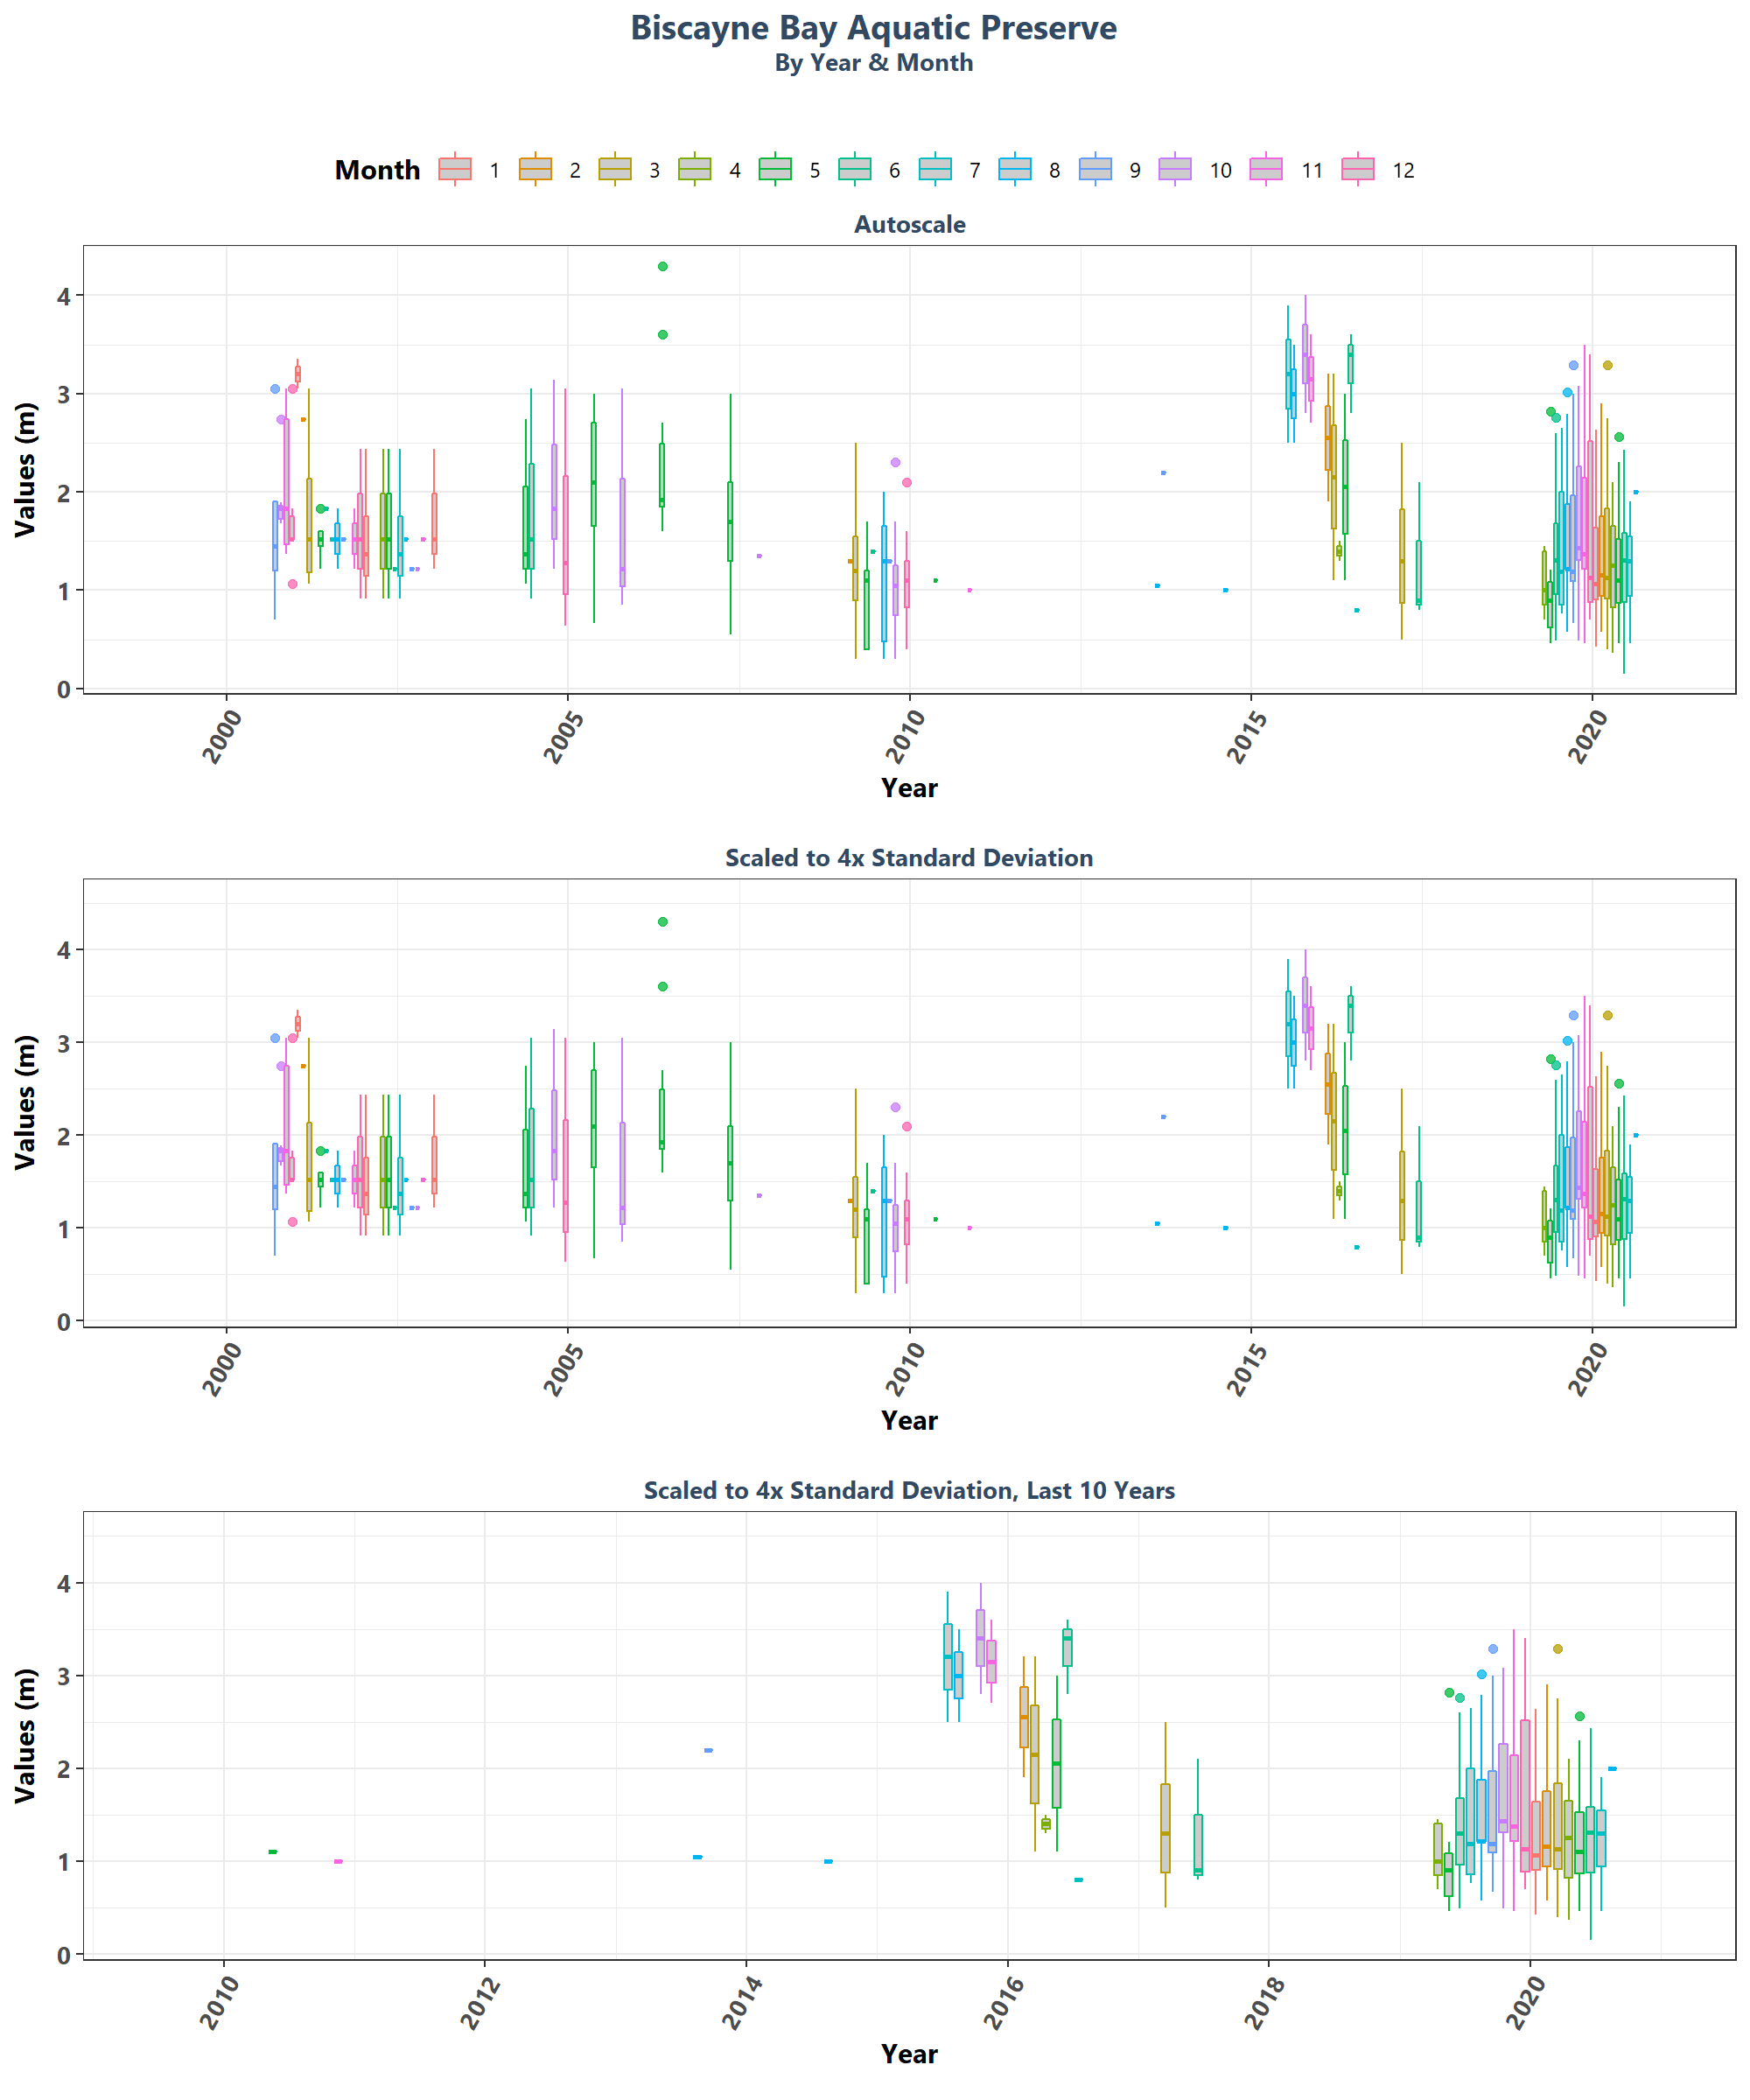 Biscayne Bay Aquatic Preserve
By Year & Month
Month 1 2 3 4 5 6 7 8 9 10 11 12
Autoscale
Values (m)
4
3
2
1
0
2000 2005 2010 2015 2020
Year
Scaled to 4x Standard Deviation
Values (m)
4
3
2
1
0
2000 2005 2010 2015 2020
Year
Scaled to 4x Standard Deviation, Last 10 Years
Values (m)
4
3
2
1
0
2010 2012 2014 2016 2018 2020
Year